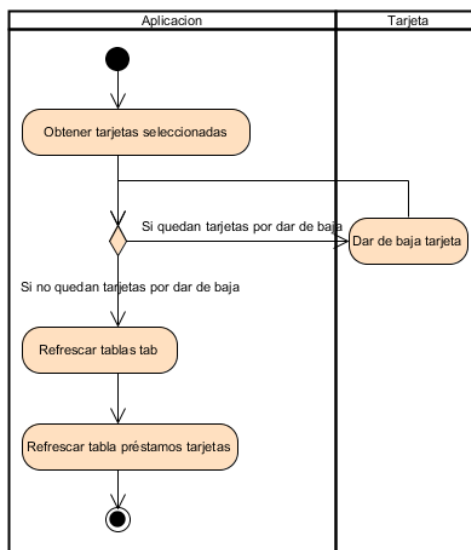 Aplicacion
Tarjeta
Obtener tarjetas seleccionadas
Si quedan tarjetas por dar de baja
Dar de baja tarjeta
Si no quedan tarjetas por dar de baja
Refrescar tablas tab
Refrescar tabla préstamos tarjetas